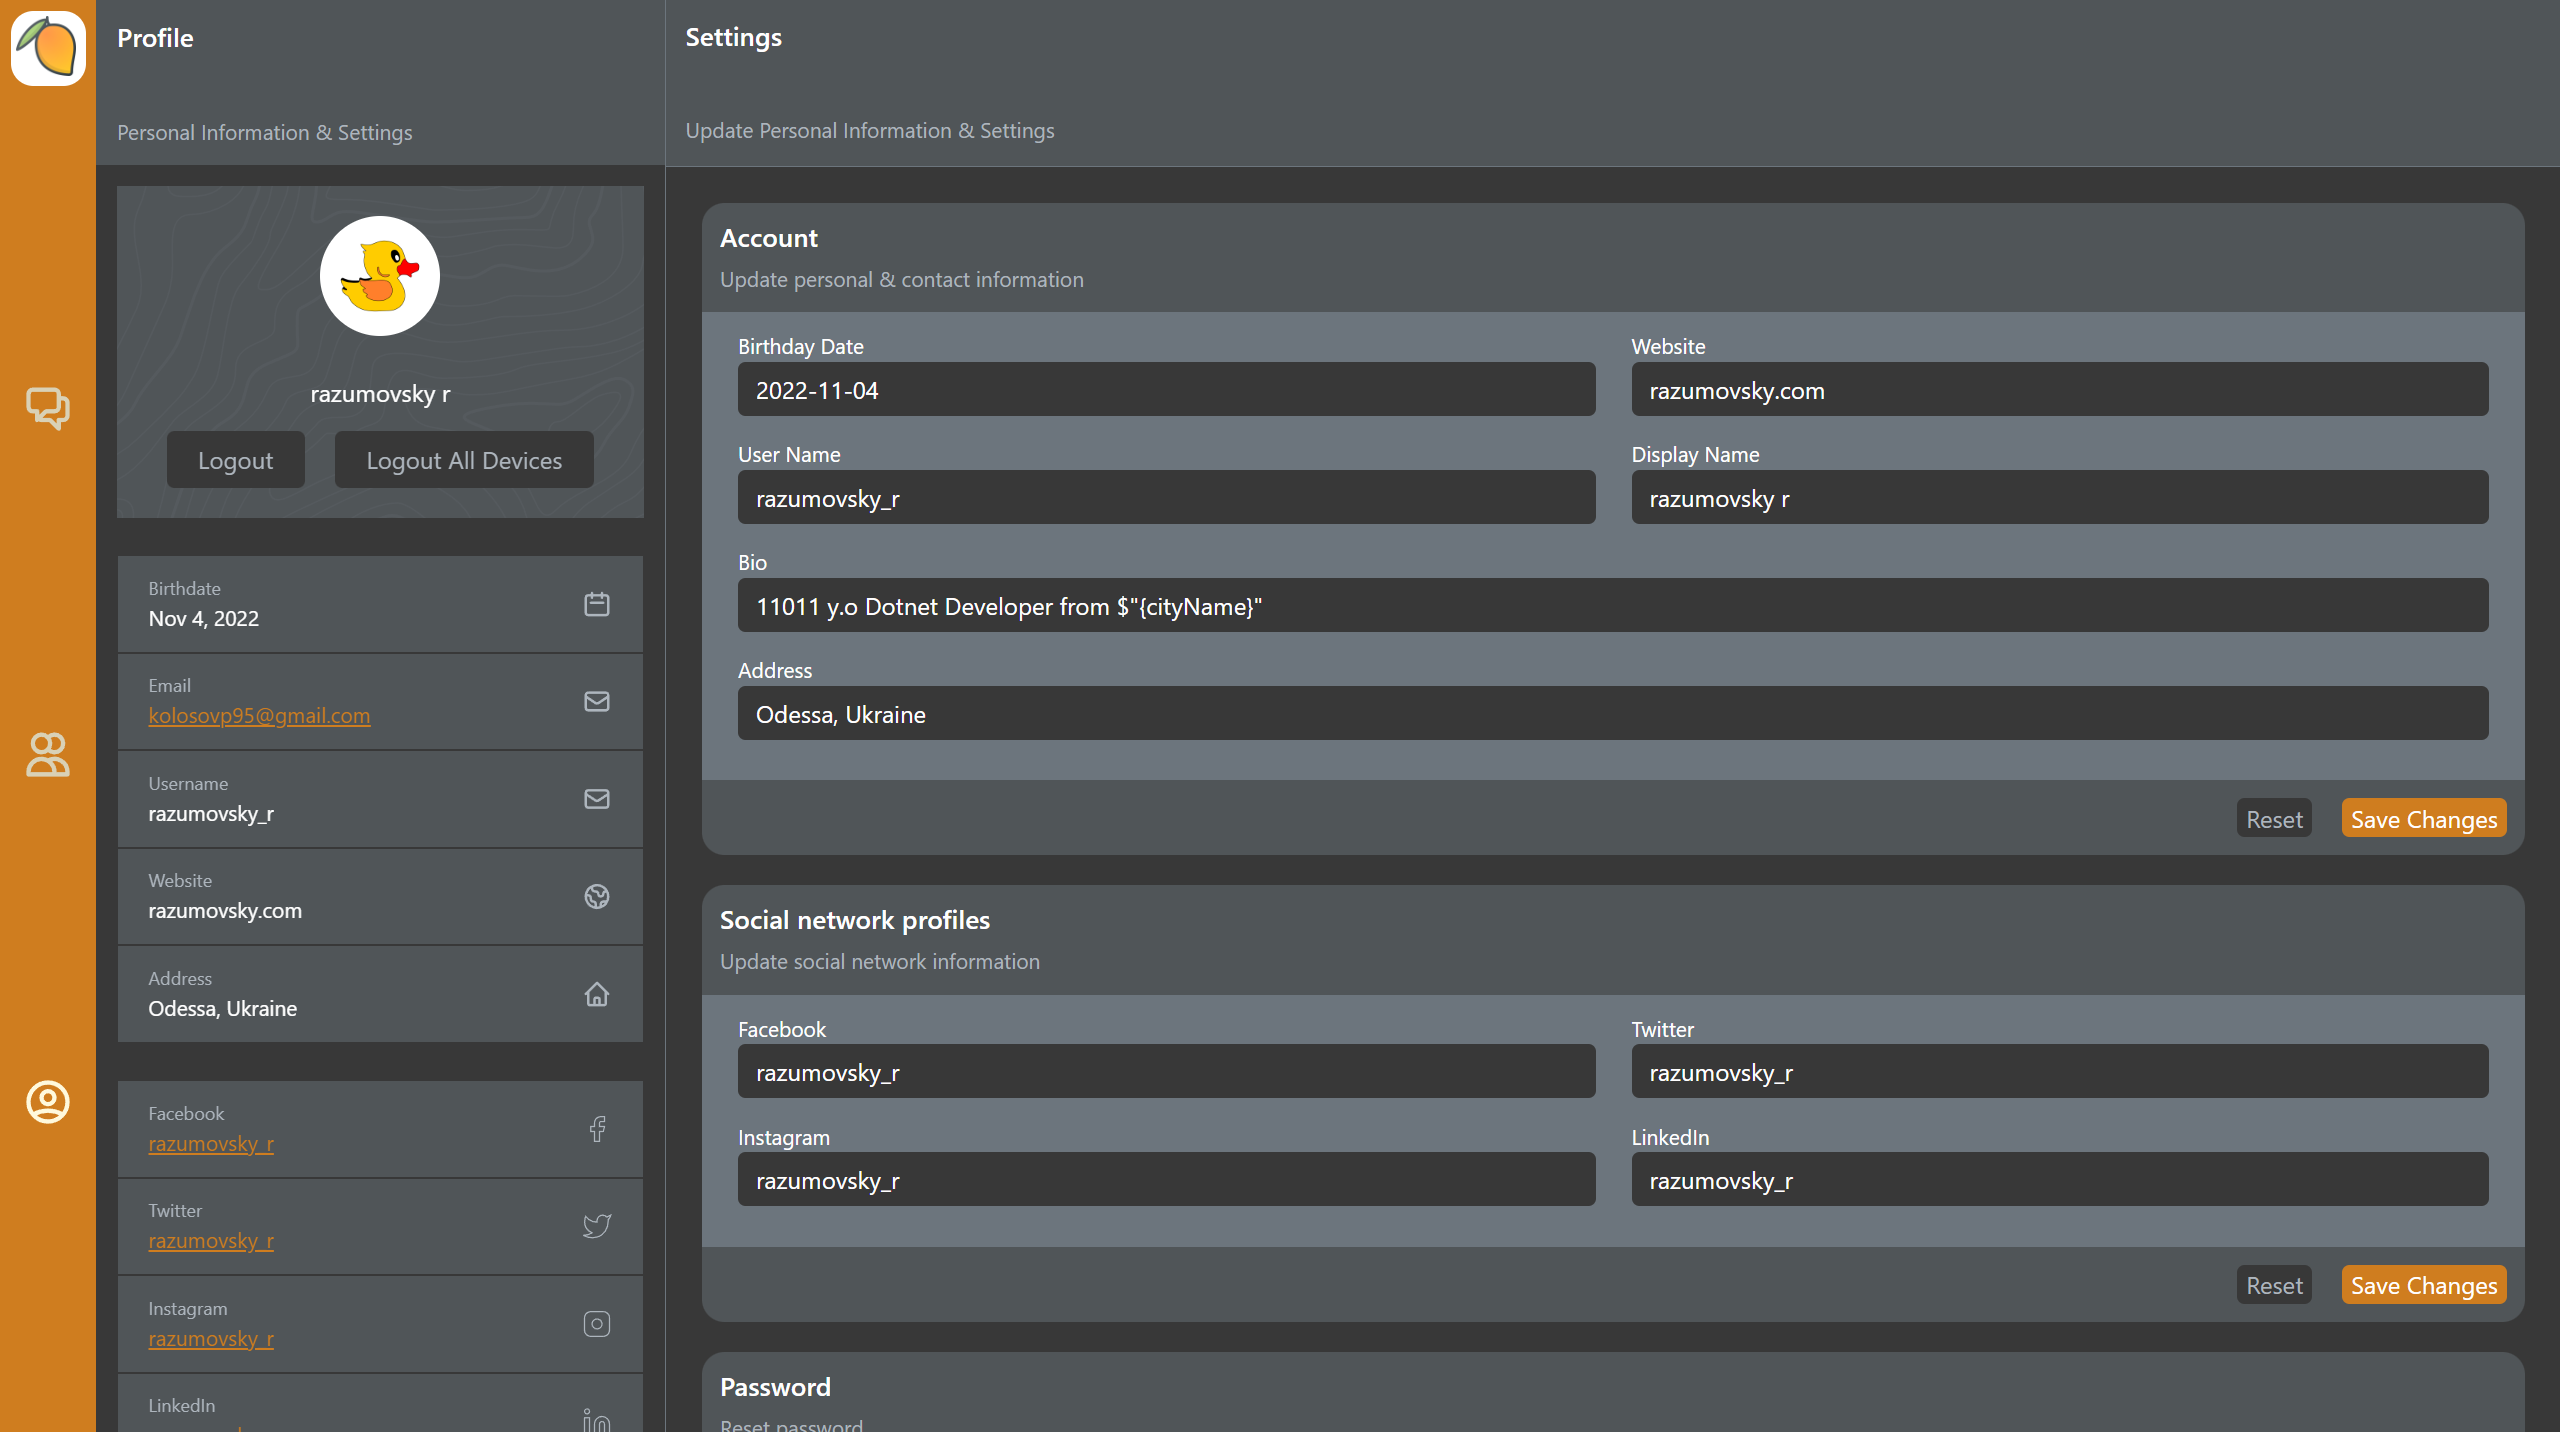 Profile
Personal Information & Settings
razumovsky r
Logout
Logout All Devices
Birthdate
Nov 4, 2022
Email
kolosovp95@gmail.com
Username
razumovsky_r
Website
razumovsky.com
Address
Odessa, Ukraine
Facebook
razumovsky_r
Twitter
razumovsky_r
Instagram
razumovsky_r
LinkedIn
Settings
Update Personal Information & Settings
Account
Update personal & contact information
Birthday Date
2022-11-04
Website
razumovsky.com
User Name
razumovsky_r
Display Name
razumovsky r
Bio
11011 y.o Dotnet Developer from $"{cityName}"
Address
Odessa, Ukraine
Reset
Save Changes
Social network profiles
Update social network information
Facebook
razumovsky_r
Twitter
razumovsky_r
Instagram
razumovsky_r
LinkedIn
razumovsky_r
Reset
Save Changes
Password
Reset password